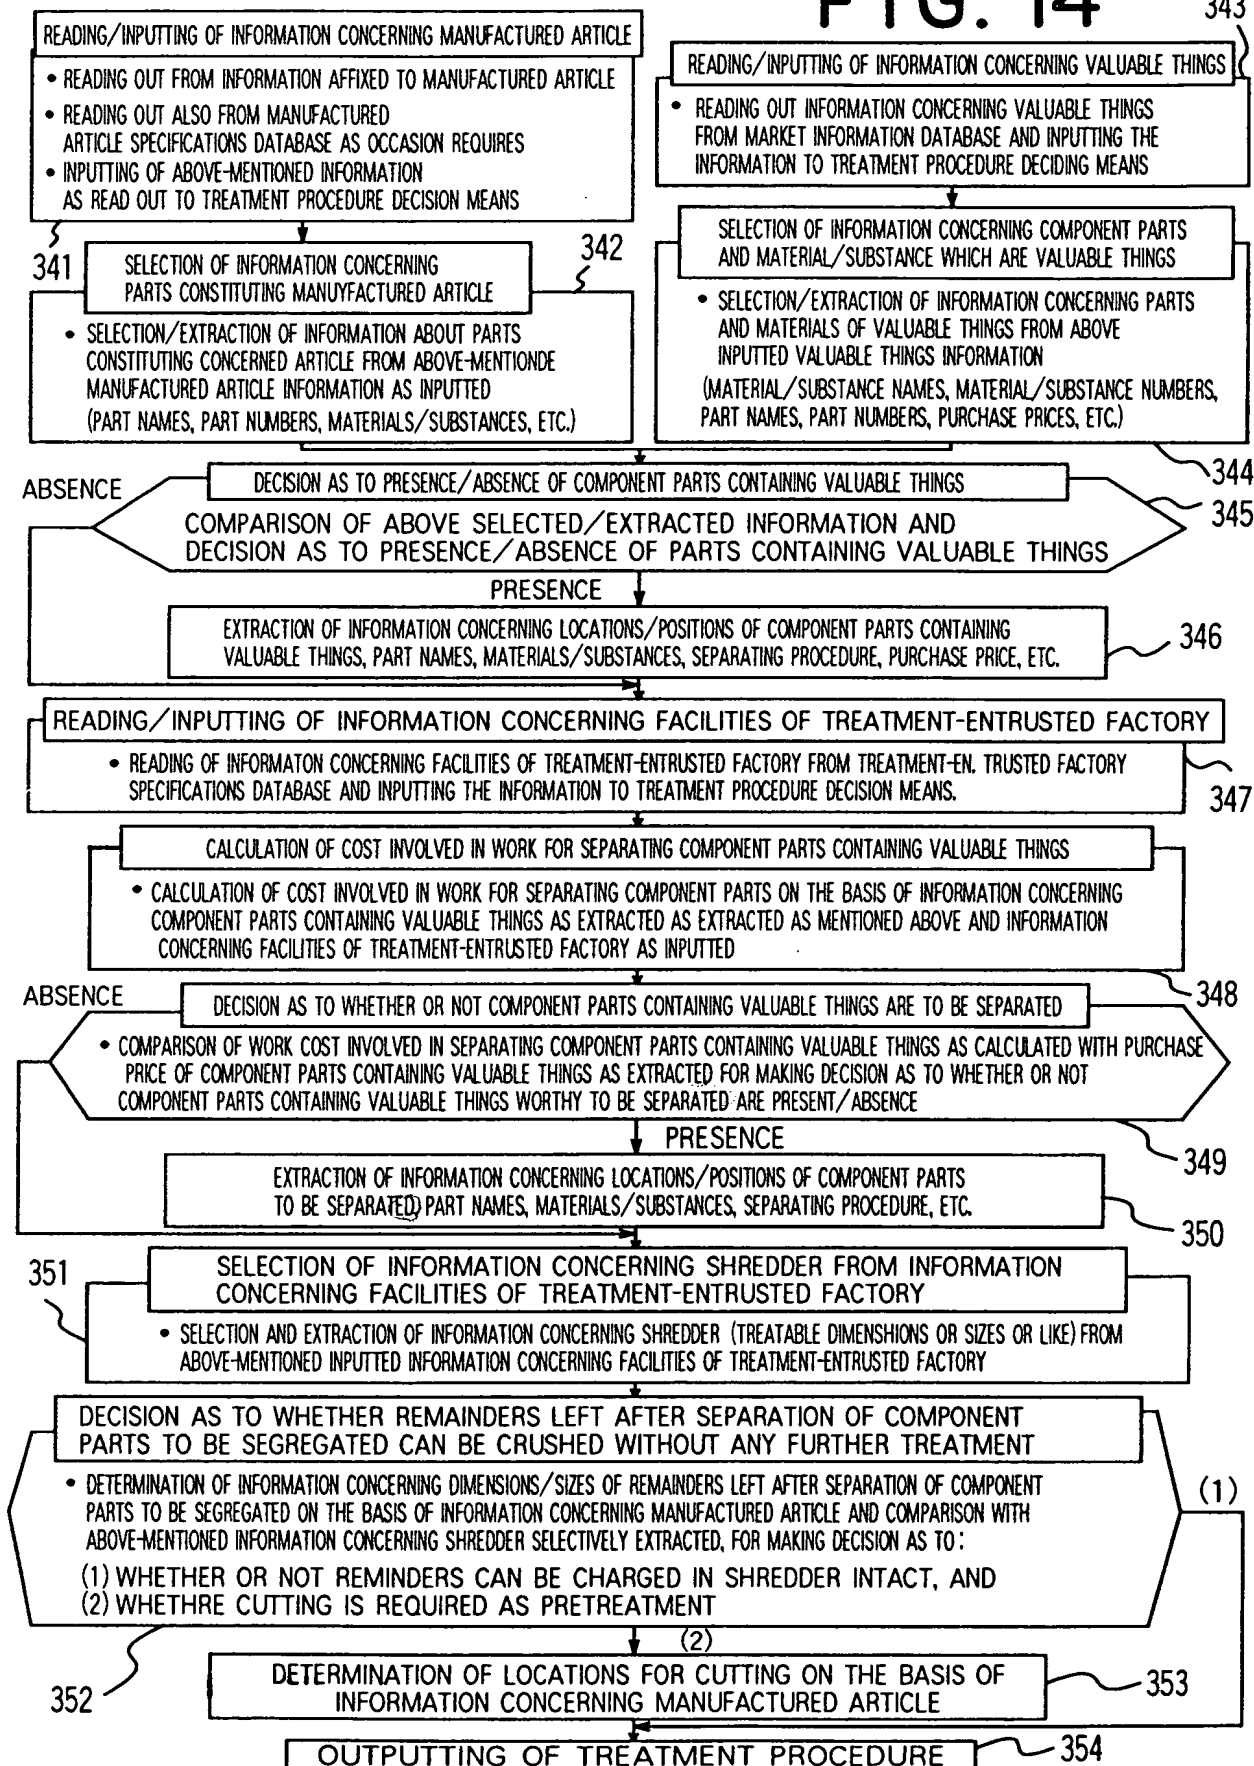 FIG. 14
343
READING/INPUTTING OF INFORMATION CONCERNING MANUFACTURED ARTICLE
• READING OUT FROM INFORMATION AFFIXED TO MANUFACTURED ARTICLE
• READING OUT ALSO FROM MANUFACTURED
ARTICLE SPECIFICATIONS DATABASE AS OCCASION REQUIRES
• INPUTTING OF ABOVE-MENTIONED INFORMATION
AS READ OUT TO TREATMENT PROCEDURE DECISION MEANS
341
READING/INPUTTING OF INFORMATION CONCERNING VALUABLE THINGS
• READING OUT INFORMATION CONCERNING VALUABLE THINGS
FROM MARKET INFORMATION DATABASE AND INPUTTING THE
INFORMATION TO TREATMENT PROCEDURE DECIDING MEANS
342
SELECTION OF INFORMATION CONCERNING
PARTS CONSTITUTING MANUYFACTURED ARTICLE
• SELECTION/EXTRACTION OF INFORMATION ABOUT PARTS
CONSTITUTING CONCERNED ARTICLE FROM ABOVE-MENTIONDE
MANUFACTURED ARTICLE INFORMATION AS INPUTTED
(PART NAMES, PART NUMBERS, MATERIALS/SUBSTANCES, ETC.)
SELECTION OF INFORMATION CONCERNING COMPONENT PARTS
AND MATERIAL/SUBSTANCE WHICH ARE VALUABLE THINGS
• SELECTION/EXTRACTION OF INFORMATION CONCERNING PARTS
AND MATERIALS OF VALUABLE THINGS FROM ABOVE
INPUTTED VALUABLE THINGS INFORMATION
(MATERIAL/SUBSTANCE NAMES, MATERIAL/SUBSTANCE NUMBERS,
PART NAMES, PART NUMBERS, PURCHASE PRICES, ETC.)
344
ABSENCE
DECISION AS TO PRESENCE/ABSENCE OF COMPONENT PARTS CONTAINING VALUABLE THINGS
345
COMPARISON OF ABOVE SELECTED/EXTRACTED INFORMATION AND
DECISION AS TO PRESENCE/ABSENCE OF PARTS CONTAINING VALUABLE THINGS
PRESENCE
EXTRACTION OF INFORMATION CONCERNING LOCATIONS/POSITIONS OF COMPONENT PARTS CONTAINING
VALUABLE THINGS, PART NAMES, MATERIALS/SUBSTANCES, SEPARATING PROCEDURE, PURCHASE PRICE, ETC.
346
READING/INPUTTING OF INFORMATION CONCERNING FACILITIES OF TREATMENT-ENTRUSTED FACTORY
• READING OF INFORMATON CONCERNING FACILITIES OF TREATMENT-ENTRUSTED FACTORY FROM TREATMENT-EN. TRUSTED FACTORY
SPECIFICATIONS DATABASE AND INPUTTING THE INFORMATION TO TREATMENT PROCEDURE DECISION MEANS.
347
CALCULATION OF COST INVOLVED IN WORK FOR SEPARATING COMPONENT PARTS CONTAINING VALUABLE THINGS
• CALCULATION OF COST INVOLVED IN WORK FOR SEPARATING COMPONENT PARTS ON THE BASIS OF INFORMATION CONCERNING
COMPONENT PARTS CONTAINING VALUABLE THINGS AS EXTRACTED AS EXTRACTED AS MENTIONED ABOVE AND INFORMATION
CONCERNING FACILITIES OF TREATMENT-ENTRUSTED FACTORY AS INPUTTED
348
ABSENCE
DECISION AS TO WHETHER OR NOT COMPONENT PARTS CONTAINING VALUABLE THINGS ARE TO BE SEPARATED
• COMPARISON OF WORK COST INVOLVED IN SEPARATING COMPONENT PARTS CONTAINING VALUABLE THINGS AS CALCULATED WITH PURCHASE
PRICE OF COMPONENT PARTS CONTAINING VALUABLE THINGS AS EXTRACTED FOR MAKING DECISION AS TO WHETHER OR NOT
COMPONENT PARTS CONTAINING VALUABLE THINGS WORTHY TO BE SEPARATED ARE PRESENT/ABSENCE
PRESENCE
349
EXTRACTION OF INFORMATION CONCERNING LOCATIONS/POSITIONS OF COMPONENT PARTS
TO BE SEPARATED, PART NAMES, MATERIALS/SUBSTANCES, SEPARATING PROCEDURE, ETC.
350
351
SELECTION OF INFORMATION CONCERNING SHREDDER FROM INFORMATION
CONCERNING FACILITIES OF TREATMENT-ENTRUSTED FACTORY
• SELECTION AND EXTRACTION OF INFORMATION CONCERNING SHREDDER (TREATABLE DIMENSHIONS OR SIZES OR LIKE) FROM
ABOVE-MENTIONED INPUTTED INFORMATION CONCERNING FACILITIES OF TREATMENT-ENTRUSTED FACTORY
DECISION AS TO WHETHER REMAINDERS LEFT AFTER SEPARATION OF COMPONENT
PARTS TO BE SEGREGATED CAN BE CRUSHED WITHOUT ANY FURTHER TREATMENT
• DETERMINATION OF INFORMATION CONCERNING DIMENSIONS/SIZES OF REMAINDERS LEFT AFTER SEPARATION OF COMPONENT
PARTS TO BE SEGREGATED ON THE BASIS OF INFORMATION CONCERNING MANUFACTURED ARTICLE AND COMPARISON WITH
ABOVE-MENTIONED INFORMATION CONCERNING SHREDDER SELECTIVELY EXTRACTED, FOR MAKING DECISION AS TO:
(1)
(1) WHETHER OR NOT REMINDERS CAN BE CHARGED IN SHREDDER INTACT, AND
(2) WHETHRE CUTTING IS REQUIRED AS PRETREATMENT
(2)
352
DETERMINATION OF LOCATIONS FOR CUTTING ON THE BASIS OF
INFORMATION CONCERNING MANUFACTURED ARTICLE
353
OUTPUTTING OF TREATMENT PROCEDURE
354